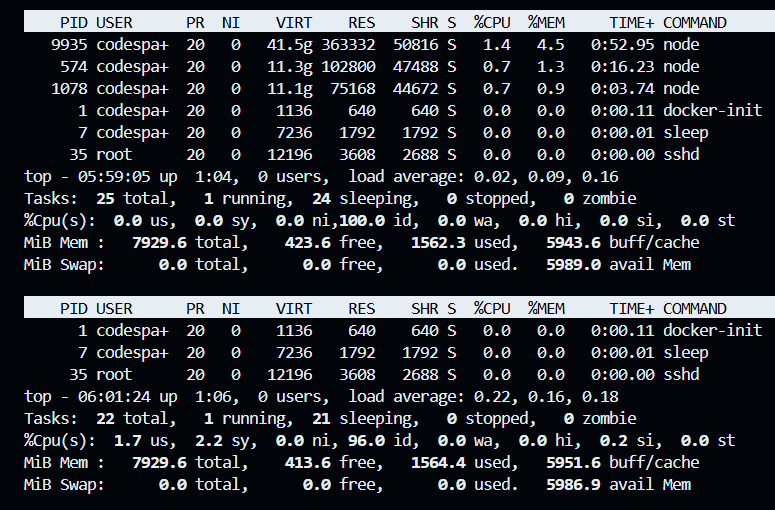 PID USER PR NI VIRT RES SHR S %CPU %MEM TIME+ COMMAND
9935 codespa+ 20 0 41.5g 363332 50816 S 1.4 4.5 0:52.95 node
574 codespa+ 20 0 11.3g 102800 47488 S 0.7 1.3 0:16.23 node
1078 codespa+ 20 0 11.1g 75168 44672 S 0.7 0.9 0:03.74 node
1 codespa+ 20 0 1136 640 640 S 0.0 0.0 0:00.11 docker-init
7 codespa+ 20 0 7236 1792 1792 S 0.0 0.0 0:00.01 sleep
35 root 20 0 12196 3608 2688 S 0.0 0.0 0:00.00 sshd
top - 05:59:05 up 1:04, 0 users, load average: 0.02, 0.09, 0.16
Tasks: 25 total, 1 running, 24 sleeping, 0 stopped, 0 zombie
%Cpu(s): 0.0 us, 0.0 sy, 0.0 ni,100.0 id, 0.0 wa, 0.0 hi, 0.0 si, 0.0 st
MiB Mem : 7929.6 total, 423.6 free, 1562.3 used, 5943.6 buff/cache
MiB Swap: 0.0 total, 0.0 free, 0.0 used. 5989.0 avail Mem
PID USER PR NI VIRT RES SHR S %CPU %MEM TIME+ COMMAND
1 codespa+ 20 0 1136 640 640 S 0.0 0.0 0:00.11 docker-init
7 codespa+ 20 0 7236 1792 1792 S 0.0 0.0 0:00.01 sleep
35 root 20 0 12196 3608 2688 S 0.0 0.0 0:00.00 sshd
top - 06:01:24 up 1:06, 0 users, load average: 0.22, 0.16, 0.18
Tasks: 22 total, 1 running, 21 sleeping, 0 stopped, 0 zombie
%Cpu(s): 1.7 us, 2.2 sy, 0.0 ni, 96.0 id, 0.0 wa, 0.0 hi, 0.2 si, 0.0 st
MiB Mem : 7929.6 total, 413.6 free, 1564.4 used, 5951.6 buff/cache
MiB Swap: 0.0 total, 0.0 free, 0.0 used. 5986.9 avail Mem